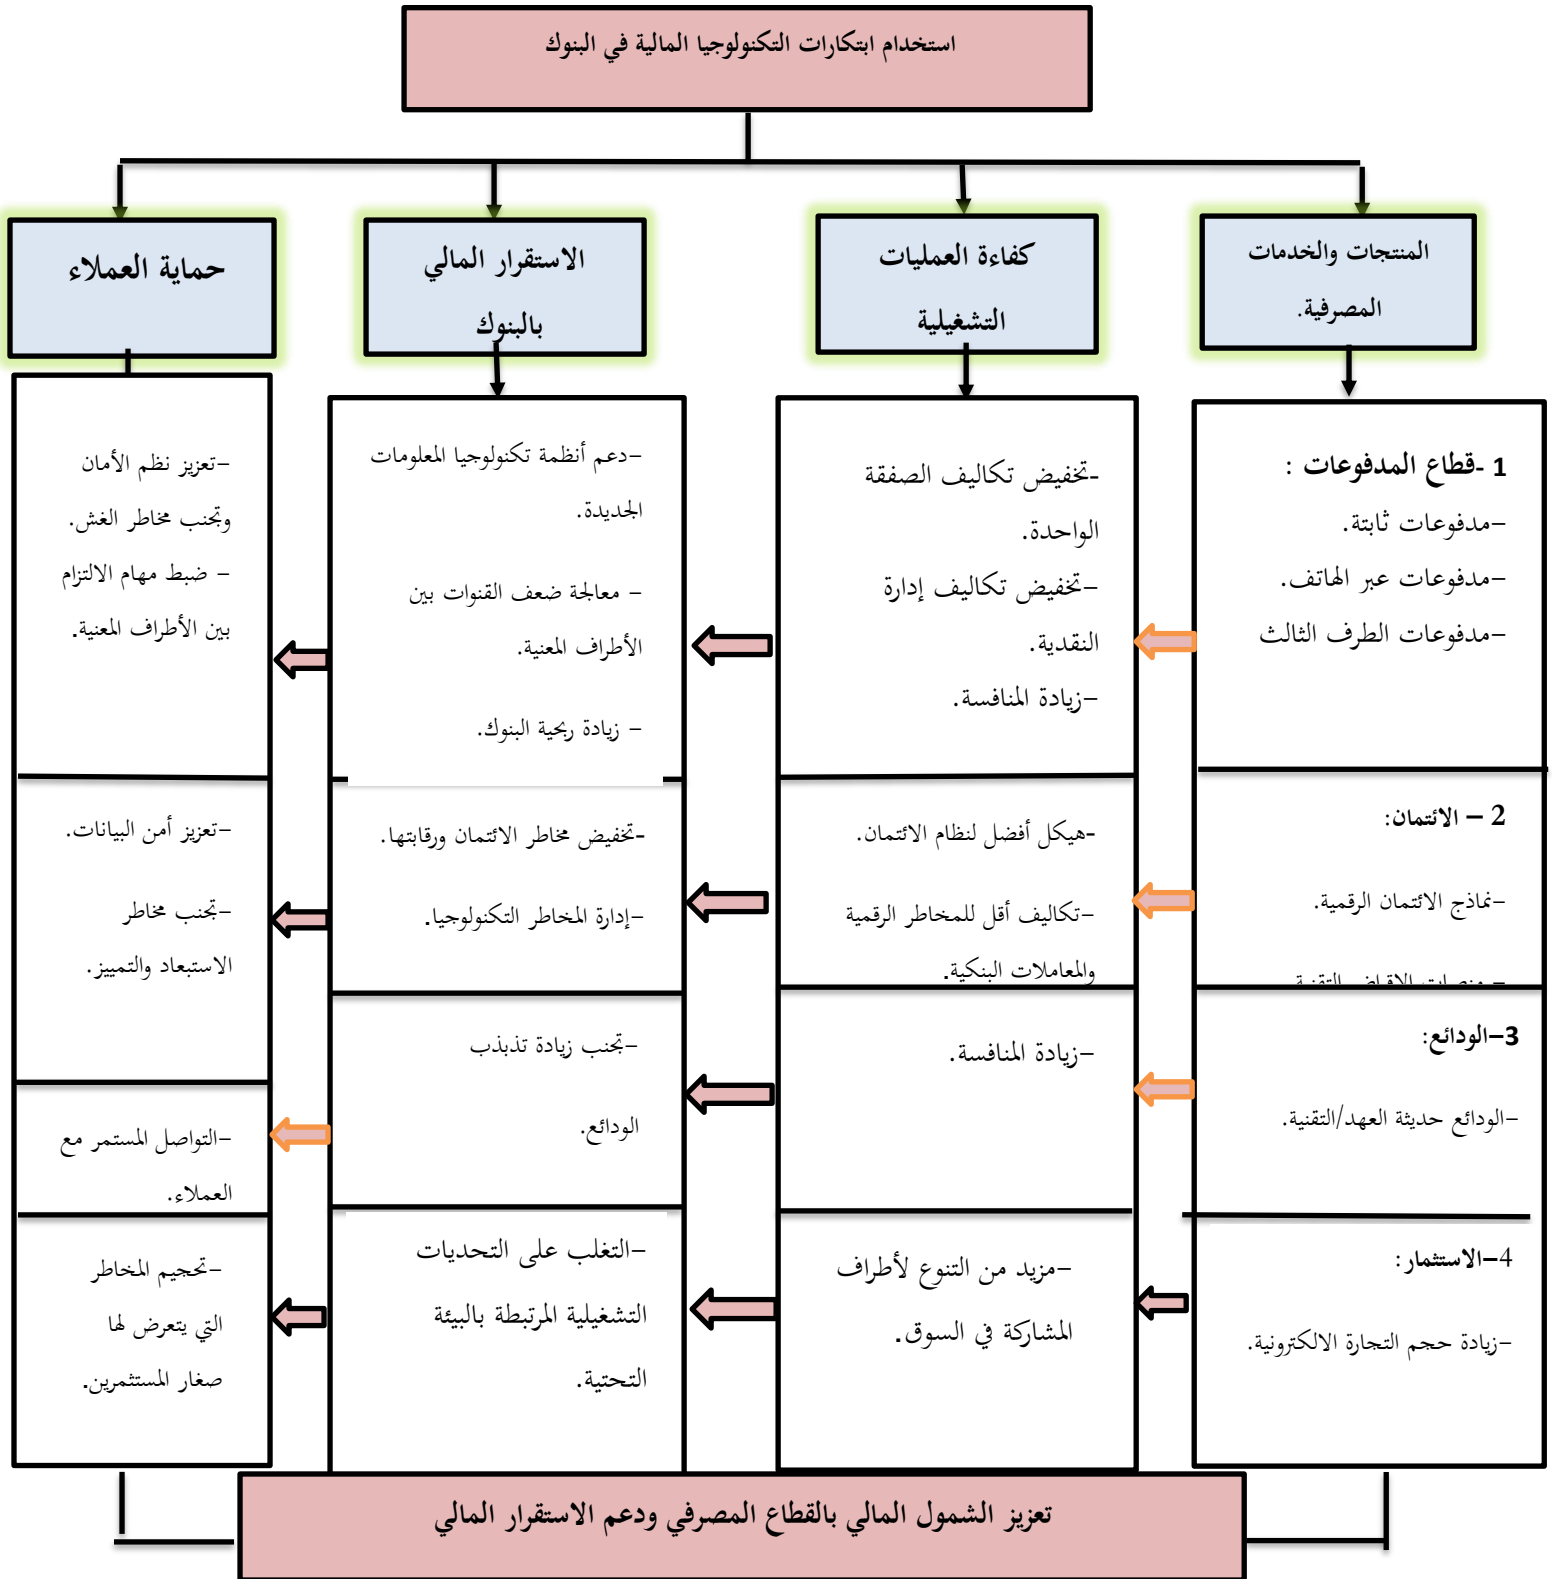 استخدام ابتكارات التكنولوجيا المالية في البنوك
المنتجات والخدمات
المصرفية.
كفاءة العمليات
التشغيلية
الاستقرار المالي
بالبنوك
حماية العملاء
1 -قطاع المدفوعات :
-مدفوعات ثابتة.
-مدفوعات عبر الهاتف.
-مدفوعات الطرف الثالث
-تخفيض تكاليف الصفقة
الواحدة.
-تخفيض تكاليف إدارة
النقدية.
-زيادة المنافسة.
-دعم أنظمة تكنولوجيا المعلومات
الجديدة.
- معالجة ضعف القنوات بين
الأطراف المعنية.
- زيادة ربحية البنوك.
-تعزيز نظم الأمان
وتجنب مخاطر الغش.
- ضبط مهام الالتزام
بين الأطراف المعنية.
2 – الائتمان:
-نماذج الائتمان الرقمية.
-هيكل أفضل لنظام الائتمان.
-تكاليف أقل للمخاطر الرقمية
والمعاملات البنكية.
-تخفيض مخاطر الائتمان ورقابتها.
-إدارة المخاطر التكنولوجيا.
-تعزيز أمن البيانات.
-تجنب مخاطر
الاستبعاد والتمييز.
3-الودائع:
-الودائع حديثة العهد/التقنية.
-زيادة المنافسة.
-تجنب زيادة تذبذب
الودائع.
-التواصل المستمر مع
العملاء.
4-الاستثمار:
-زيادة حجم التجارة الالكترونية.
-مزيد من التنوع لأطراف
المشاركة في السوق.
-التغلب على التحديات
التشغيلية المرتبطة بالبيئة
التحتية.
-تحجيم المخاطر
التي يتعرض لها
صغار المستثمرين.
تعزيز الشمول المالي بالقطاع المصرفي ودعم الاستقرار المالي